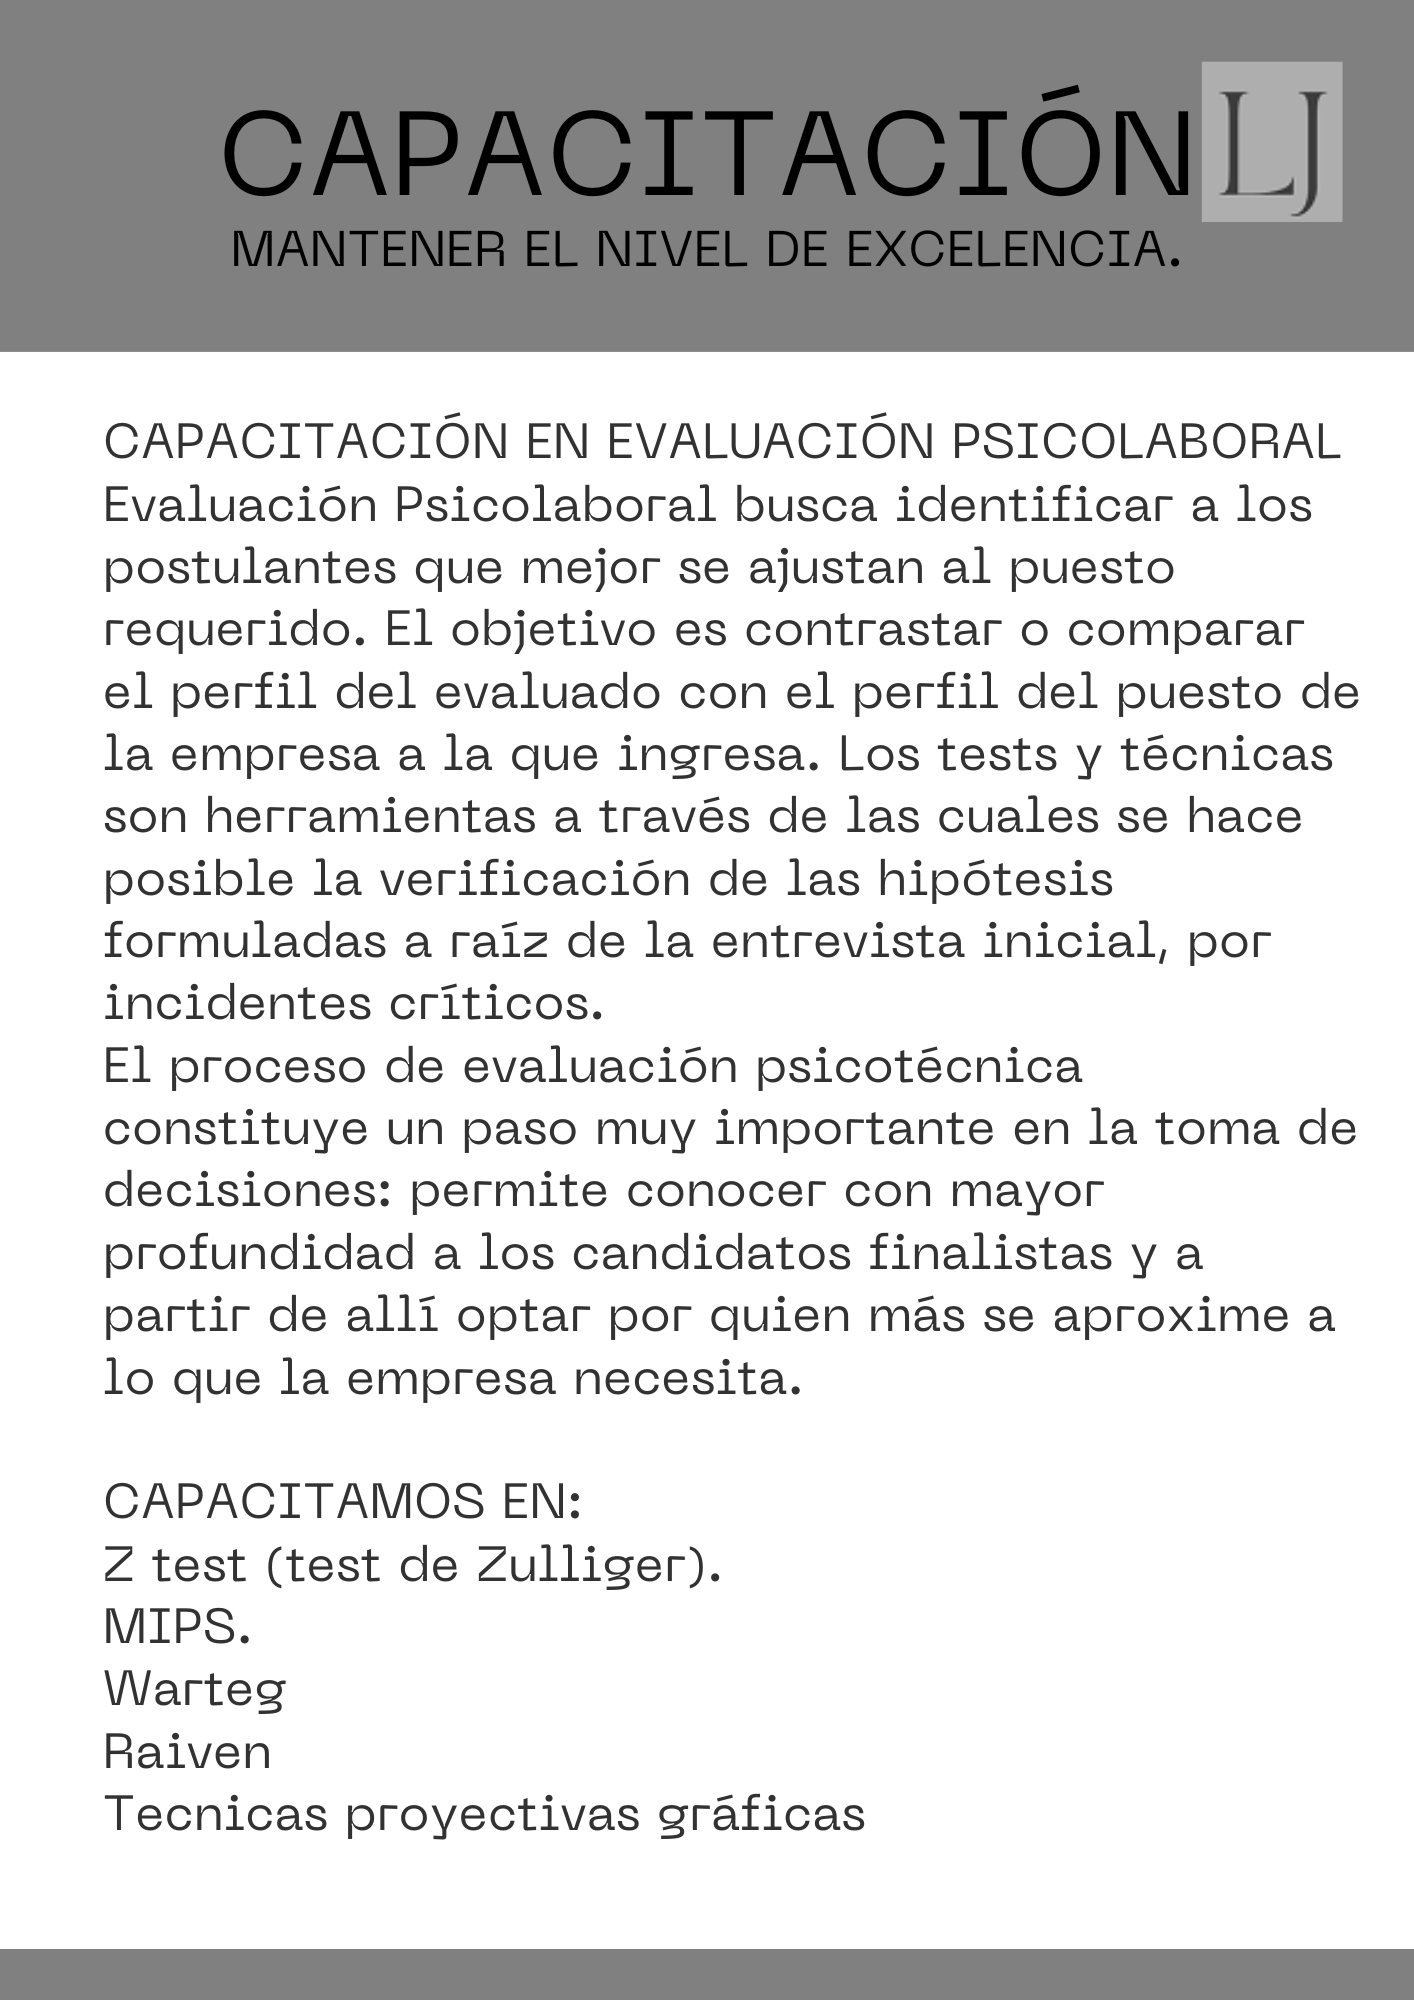 CAPACITACIÓN
LJ
MANTENER EL NIVEL DE EXCELENCIA.
CAPACITACIÓN EN EVALUACIÓN PSICOLABORAL
Evaluación Psicolaboral busca identificar a los
postulantes que mejor se ajustan al puesto
requerido. El objetivo es contrastar o comparar
el perfil del evaluado con el perfil del puesto de
la empresa a la que ingresa. Los tests y técnicas
son herramientas a través de las cuales se hace
posible la verificación de las hipótesis
formuladas a raíz de la entrevista inicial, por
incidentes críticos.
El proceso de evaluación psicotécnica
constituye un paso muy importante en la toma de
decisiones: permite conocer con mayor
profundidad a los candidatos finalistas y a
partir de allí optar por quien más se aproxime a
lo que la empresa necesita.
CAPACITAMOS EN:
Z test (test de Zulliger).
MIPS.
Warteg
Raiven
Tecnicas proyectivas gráficas